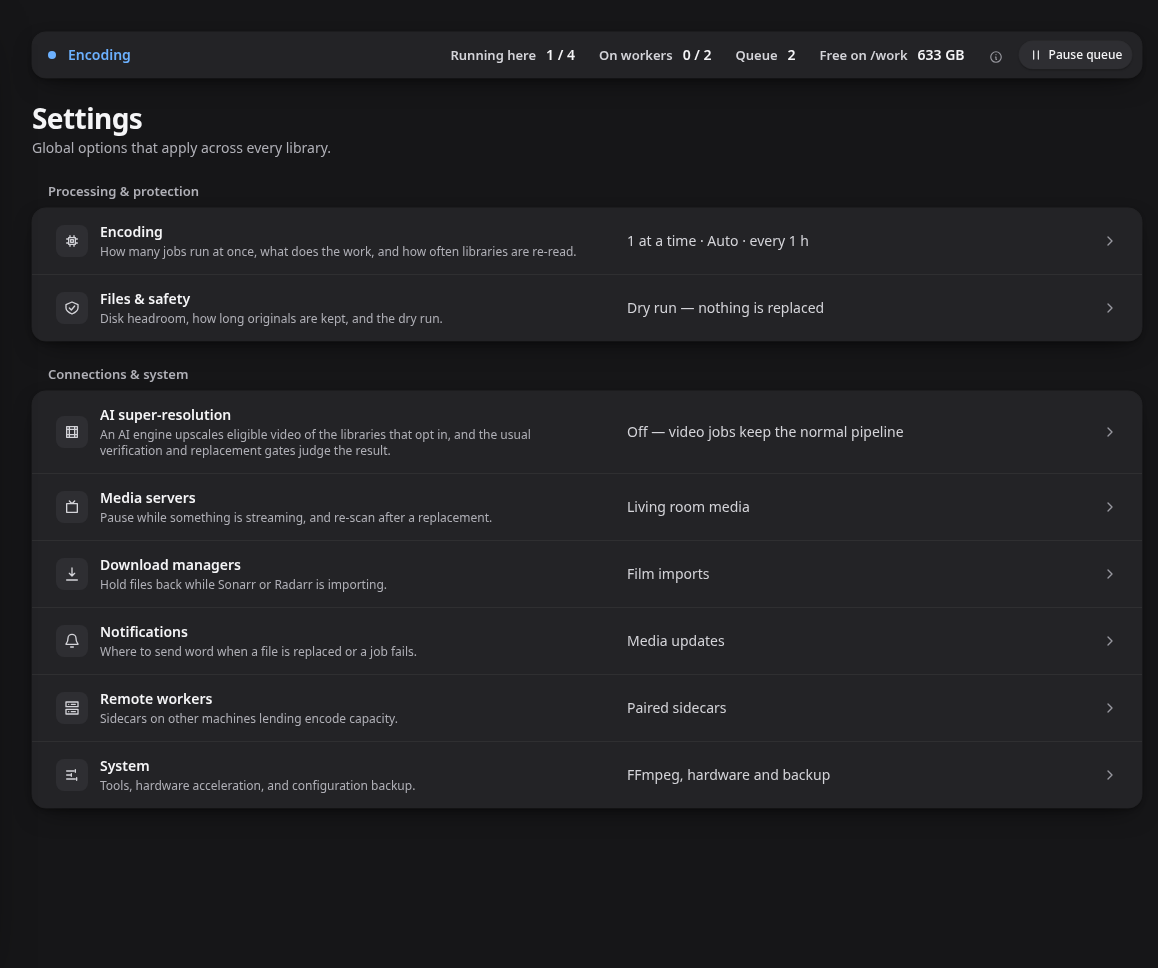 Encoding
Running here 1 / 4 On workers 0 / 2 Queue 2 Free on /work 633 GB Pause queue
Settings
Global options that apply across every library.
Processing & protection
Encoding
How many jobs run at once, what does the work, and how often libraries are re-read.
1 at a time · Auto · every 1 h
Files & safety
Disk headroom, how long originals are kept, and the dry run.
Dry run — nothing is replaced
Connections & system
AI super-resolution
An AI engine upscales eligible video of the libraries that opt in, and the usual
verification and replacement gates judge the result.
Off — video jobs keep the normal pipeline
Media servers
Pause while something is streaming, and re-scan after a replacement.
Living room media
Download managers
Hold files back while Sonarr or Radarr is importing.
Film imports
Notifications
Where to send word when a file is replaced or a job fails.
Media updates
Remote workers
Sidecars on other machines lending encode capacity.
Paired sidecars
System
Tools, hardware acceleration, and configuration backup.
FFmpeg, hardware and backup